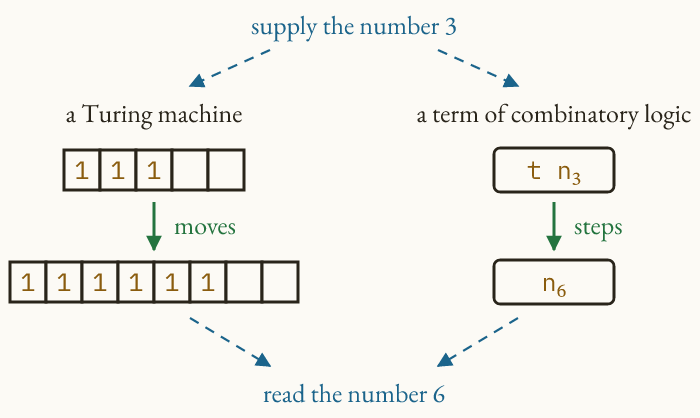 supply the number 3
a Turing machine
a term of combinatory logic
1 1 1
t n₃
moves
steps
1 1 1 1 1 1
n₆
read the number 6